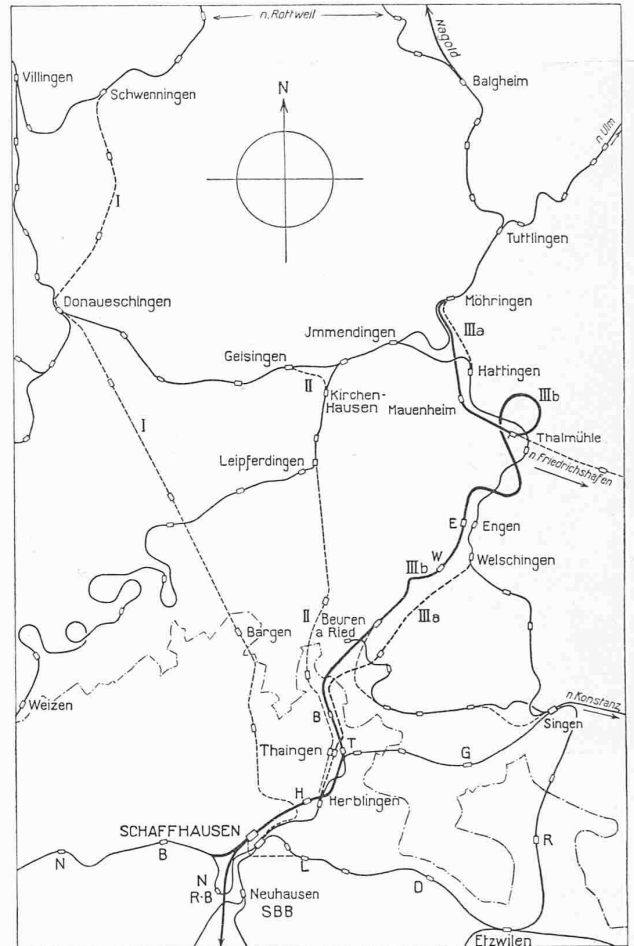 n. Rottweil
Nagold
Villingen
Balgheim
Schwenningen
N
n. Ulm
I
Tuttlingen
Donaueschingen
Möhringen
Jmmendingen
IIIa
Geisingen
Hattingen
II
Kirchen-
Hausen
IIIb
Mauenheim
I
Thalmühle
n. Friedrichshafen
Leipferdingen
E
Engen
W
Welschingen
IIIb
IIIa
II
Beuren
a Ried
Bargen
Weizen
n. Konstanz
Singen
B
Thaingen
T
G
H
Herblingen
SCHAFFHAUSEN
N
B
R
L
N
R-B
Neuhausen
SBB
D
Etzwilen